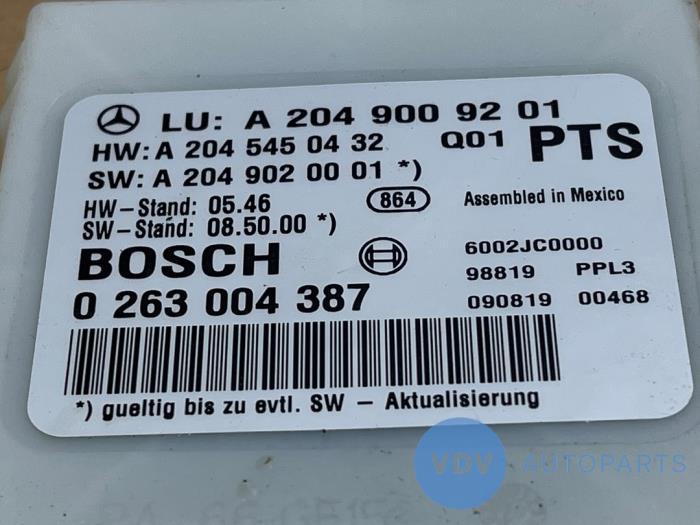 LU: A 204 900 92 01
HW: A 204 545 04 32 Q01 PTS
SW: A 204 902 00 01 *)
HW-Stand: 05.46 864 Assembled in Mexico
SW-Stand: 08.50.00 *)
BOSCH 6002JC0000
98819 PPL3
0 263 004 387 090819 00468
*) gueltig bis zu evtl. SW - Aktualisierung
VDV AUTOPARTS